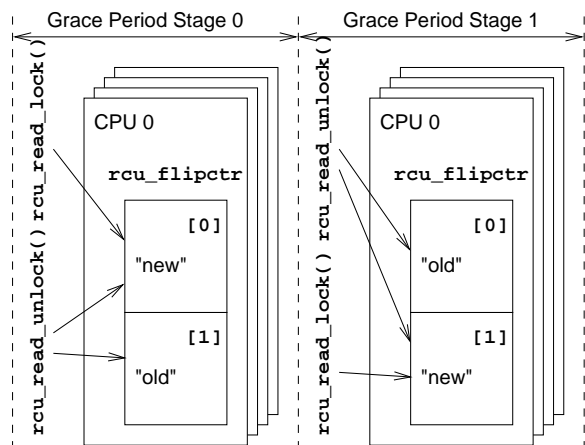 Grace Period Stage 0
Grace Period Stage 1
rcu_read_unlock() rcu_read_lock()
CPU 0
rcu_flipctr
[0]
"new"
[1]
"old"
rcu_read_lock() rcu_read_unlock()
CPU 0
rcu_flipctr
[0]
"old"
[1]
"new"